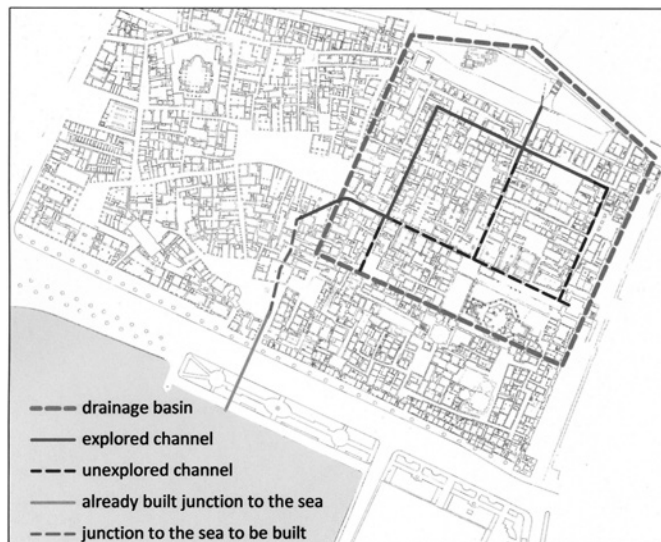 drainage basin
explored channel
unexplored channel
already built junction to the sea
junction to the sea to be built